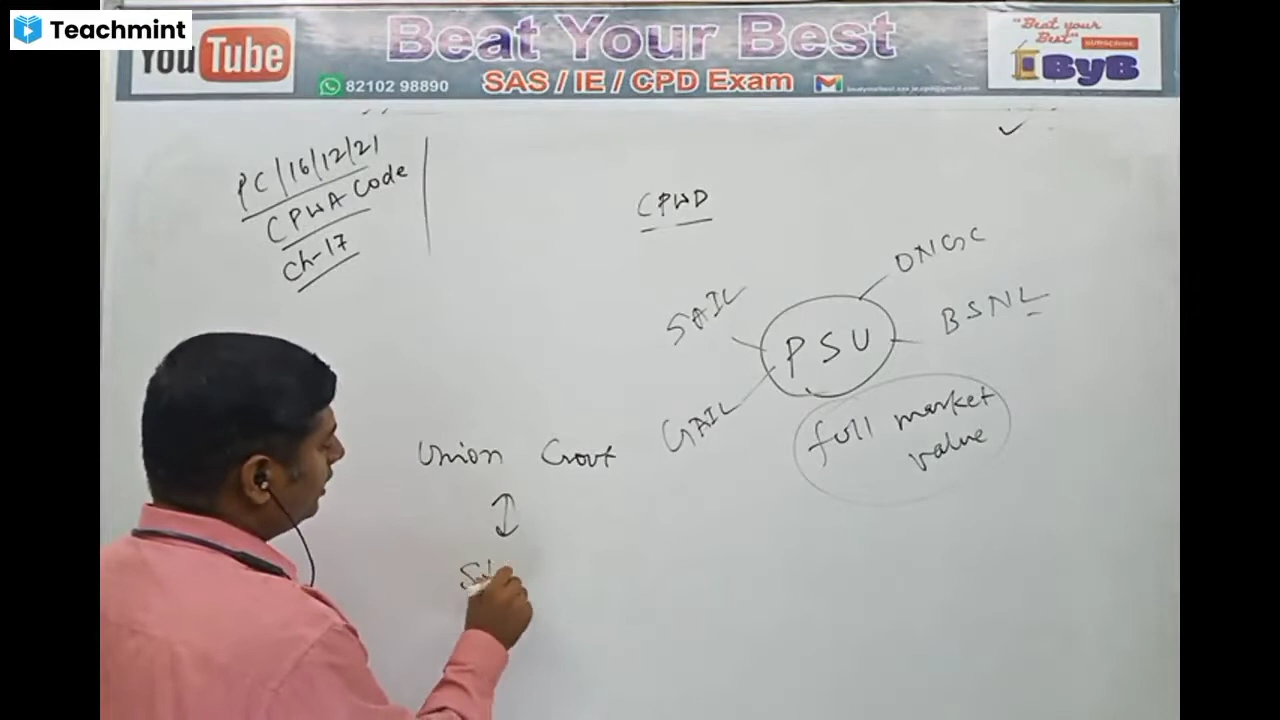 Teachmint
YouTube
Beat Your Best
SAS / IE / CPD Exam
82102 98890
"Beat your
Best"
SUBSCRIBE
ByB
PC/16/12/21
CPWA Code
Ch-17
CPWD
ONGC
SAIL
BSNL
PSU
GAIL
full market
value
Union Govt